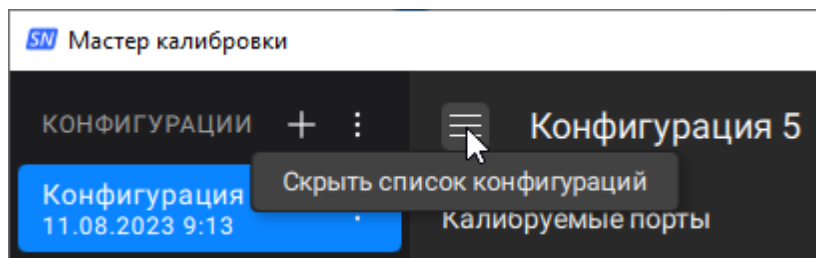 SN Мастер калибровки
КОНФИГУРАЦИИ
Конфигурация 5
Скрыть список конфигураций
Конфигурация
11.08.2023 9:13
Калибруемые порты